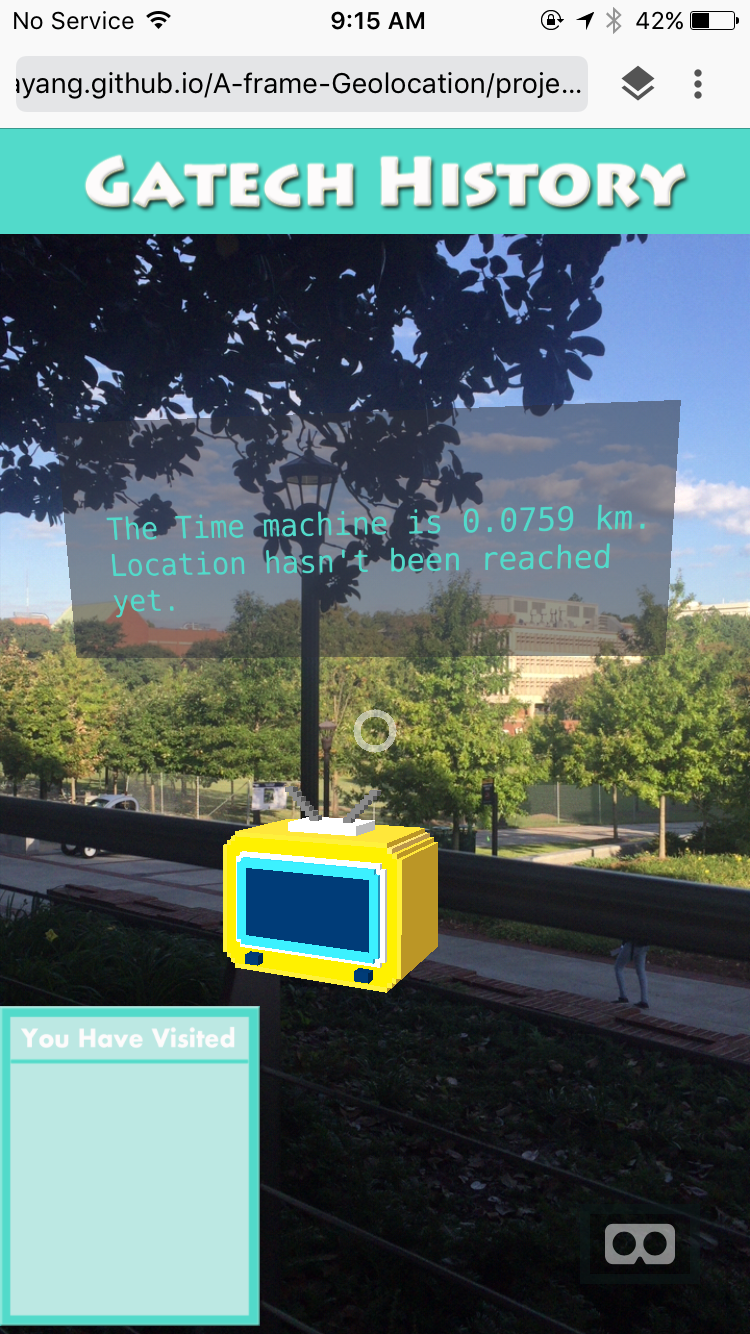 No Service 9:15 AM 42%
ayang.github.io/A-frame-Geolocation/proje...
GATECH HISTORY
The Time machine is 0.0759 km.
Location hasn't been reached
yet.
You Have Visited